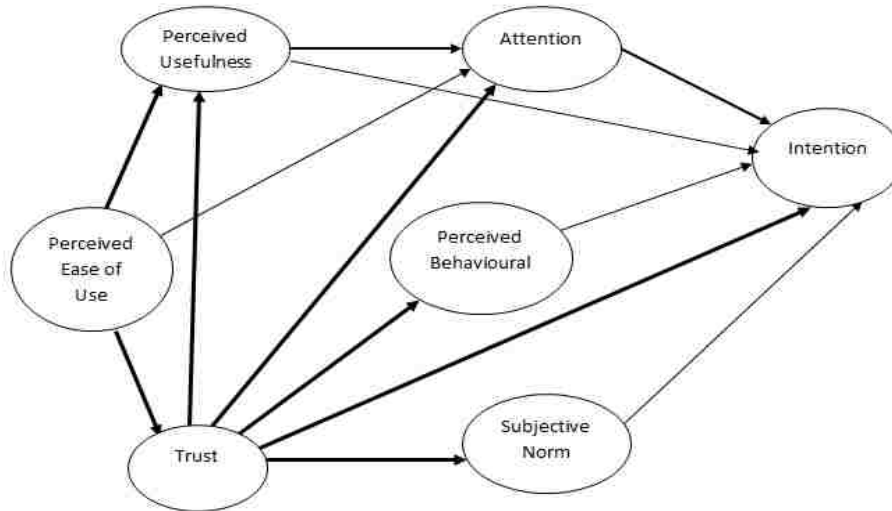 Perceived
Usefulness
Attention
Intention
Perceived
Ease of
Use
Perceived
Behavioural
Trust
Subjective
Norm